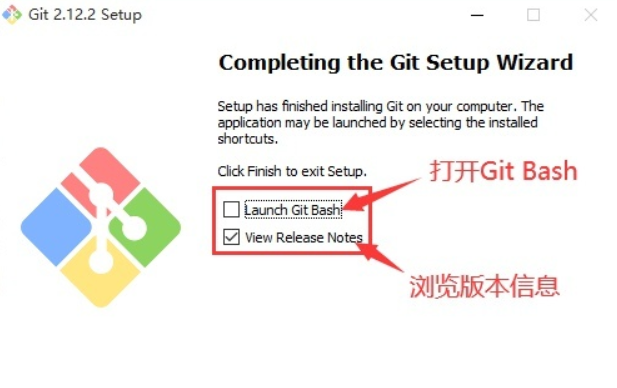 Git 2.12.2 Setup
Completing the Git Setup Wizard
Setup has finished installing Git on your computer. The
application may be launched by selecting the installed
shortcuts.
Click Finish to exit Setup.
打开Git Bash
Launch Git Bash
View Release Notes
浏览版本信息